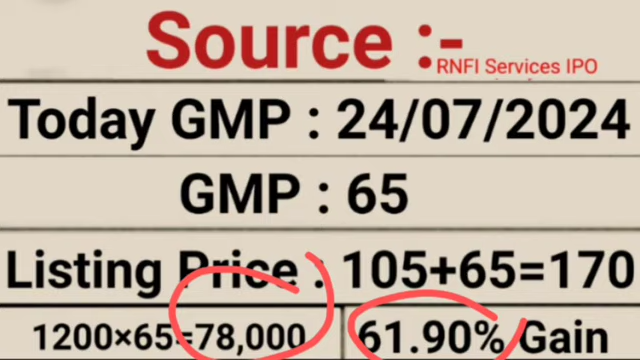 Source :-
RNFI Services IPO
Today GMP : 24/07/2024
GMP : 65
Listing Price : 105+65=170
1200×65=78,000
61.90% Gain